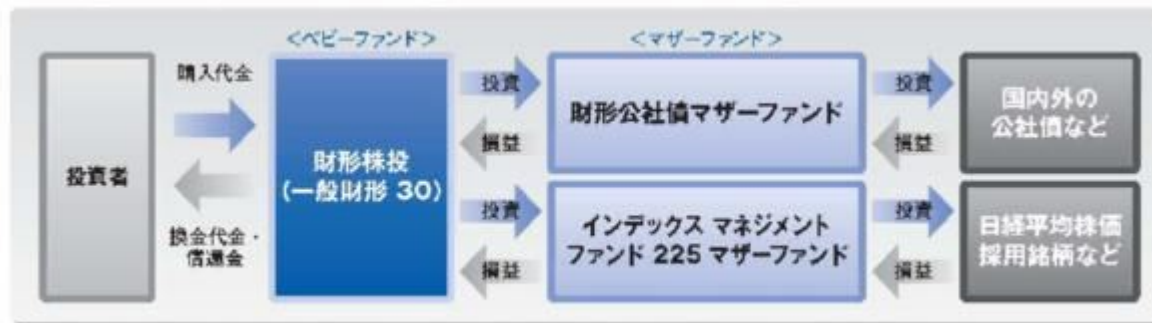 <ベビーファンド>
<マザーファンド>
投資者
購入代金
換金代金・
償還金
財形株投
(一般財形 30)
投資
損益
投資
損益
財形公社債マザーファンド
インデックス マネジメント
ファンド 225 マザーファンド
投資
損益
投資
損益
国内外の
公社債など
日経平均株価
採用銘柄など